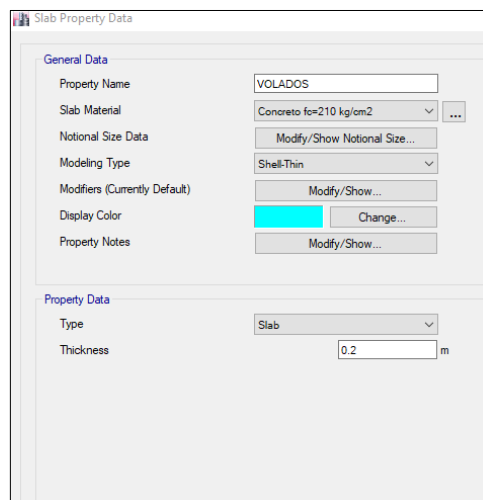 Slab Property Data
General Data
Property Name VOLADOS
Slab Material Concreto fc=210 kg/cm2 ...
Notional Size Data Modify/Show Notional Size...
Modeling Type Shell-Thin
Modifiers (Currently Default) Modify/Show...
Display Color Change...
Property Notes Modify/Show...
Property Data
Type Slab
Thickness 0.2 m